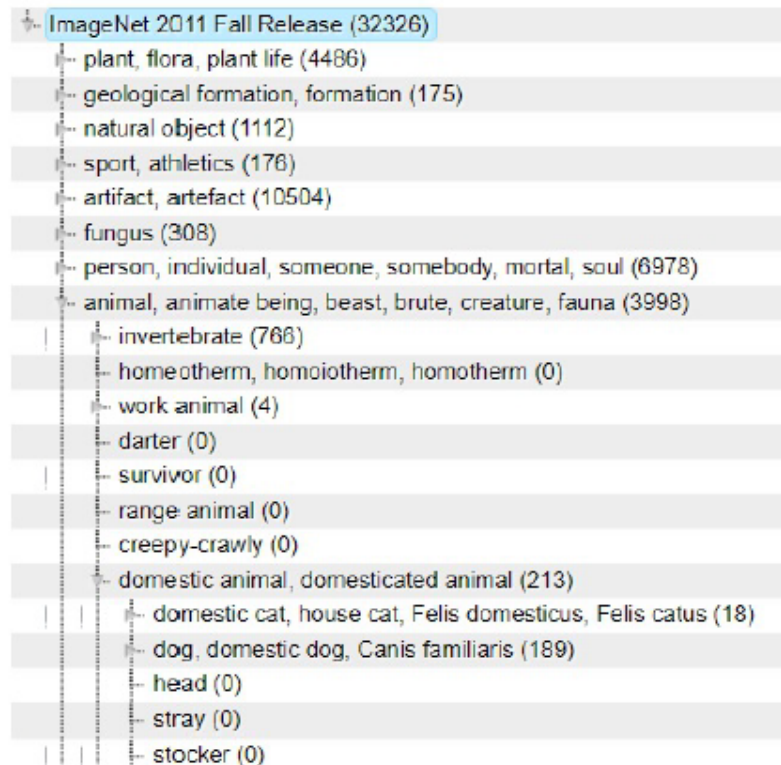 ImageNet 2011 Fall Release (32326)
plant, flora, plant life (4486)
geological formation, formation (175)
natural object (1112)
sport, athletics (176)
artifact, artefact (10504)
fungus (308)
person, individual, someone, somebody, mortal, soul (6978)
animal, animate being, beast, brute, creature, fauna (3998)
invertebrate (766)
homeotherm, homoiotherm, homotherm (0)
work animal (4)
darter (0)
survivor (0)
range animal (0)
creepy-crawly (0)
domestic animal, domesticated animal (213)
domestic cat, house cat, Felis domesticus, Felis catus (18)
dog, domestic dog, Canis familiaris (189)
head (0)
stray (0)
stocker (0)